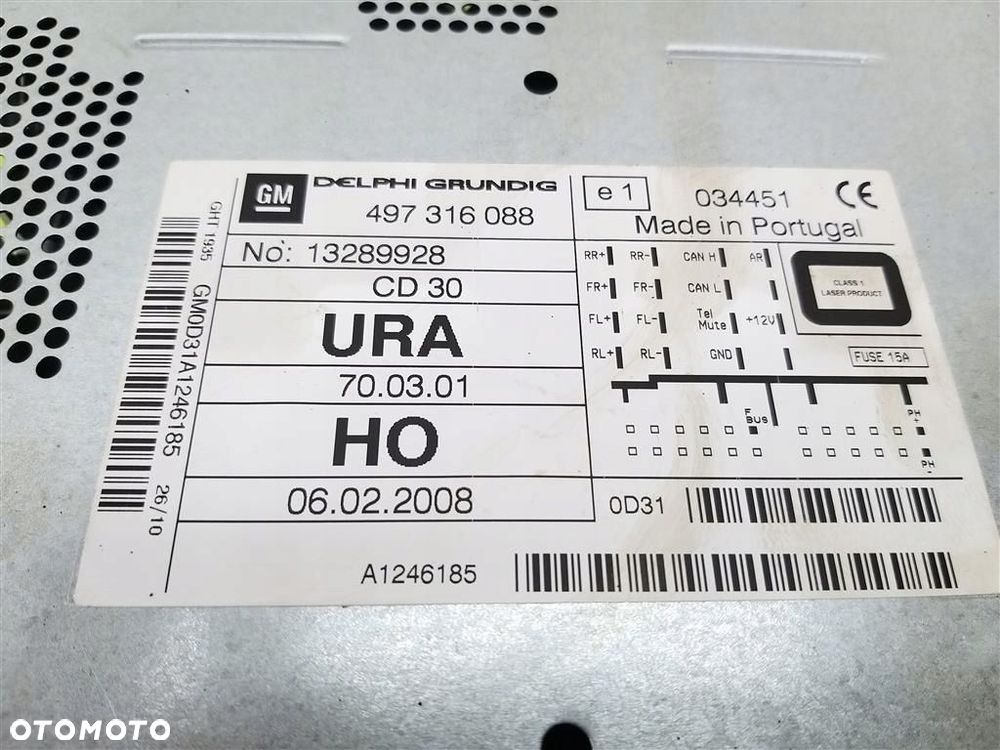 GM DELPHI GRUNDIG
497 316 088
No: 13289928
CD 30
URA
70.03.01
HO
06.02.2008
e 1
034451
CE
Made in Portugal
RR+ RR- CAN H AR
FR+ FR- CAN L
FL+ FL- Tel Mute +12V
RL+ RL- GND
CLASS 1
LASER PRODUCT
FUSE 15A
F BUS
PH +
PH -
0D31
A1246185
GHT 1935
GM0D31A1246185
26/10
OTOMOTO